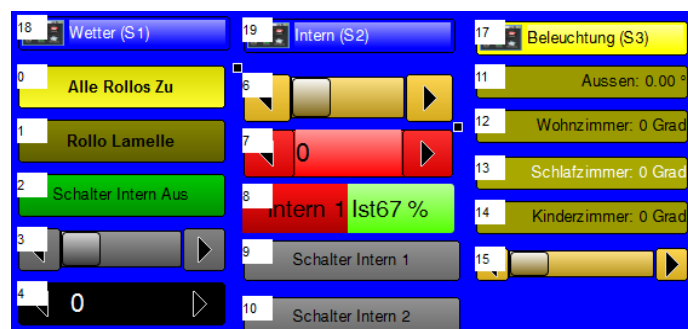 18 Wetter (S1)
19 Intern (S2)
17 Beleuchtung (S3)
0 Alle Rollos Zu
1 Rollo Lamelle
2 Schalter Intern Aus
3
4 0
6
7 0
8 Intern 1 Ist67 %
9 Schalter Intern 1
10 Schalter Intern 2
11 Aussen: 0.00 °
12 Wohnzimmer: 0 Grad
13 Schlafzimmer: 0 Grad
14 Kinderzimmer: 0 Grad
15